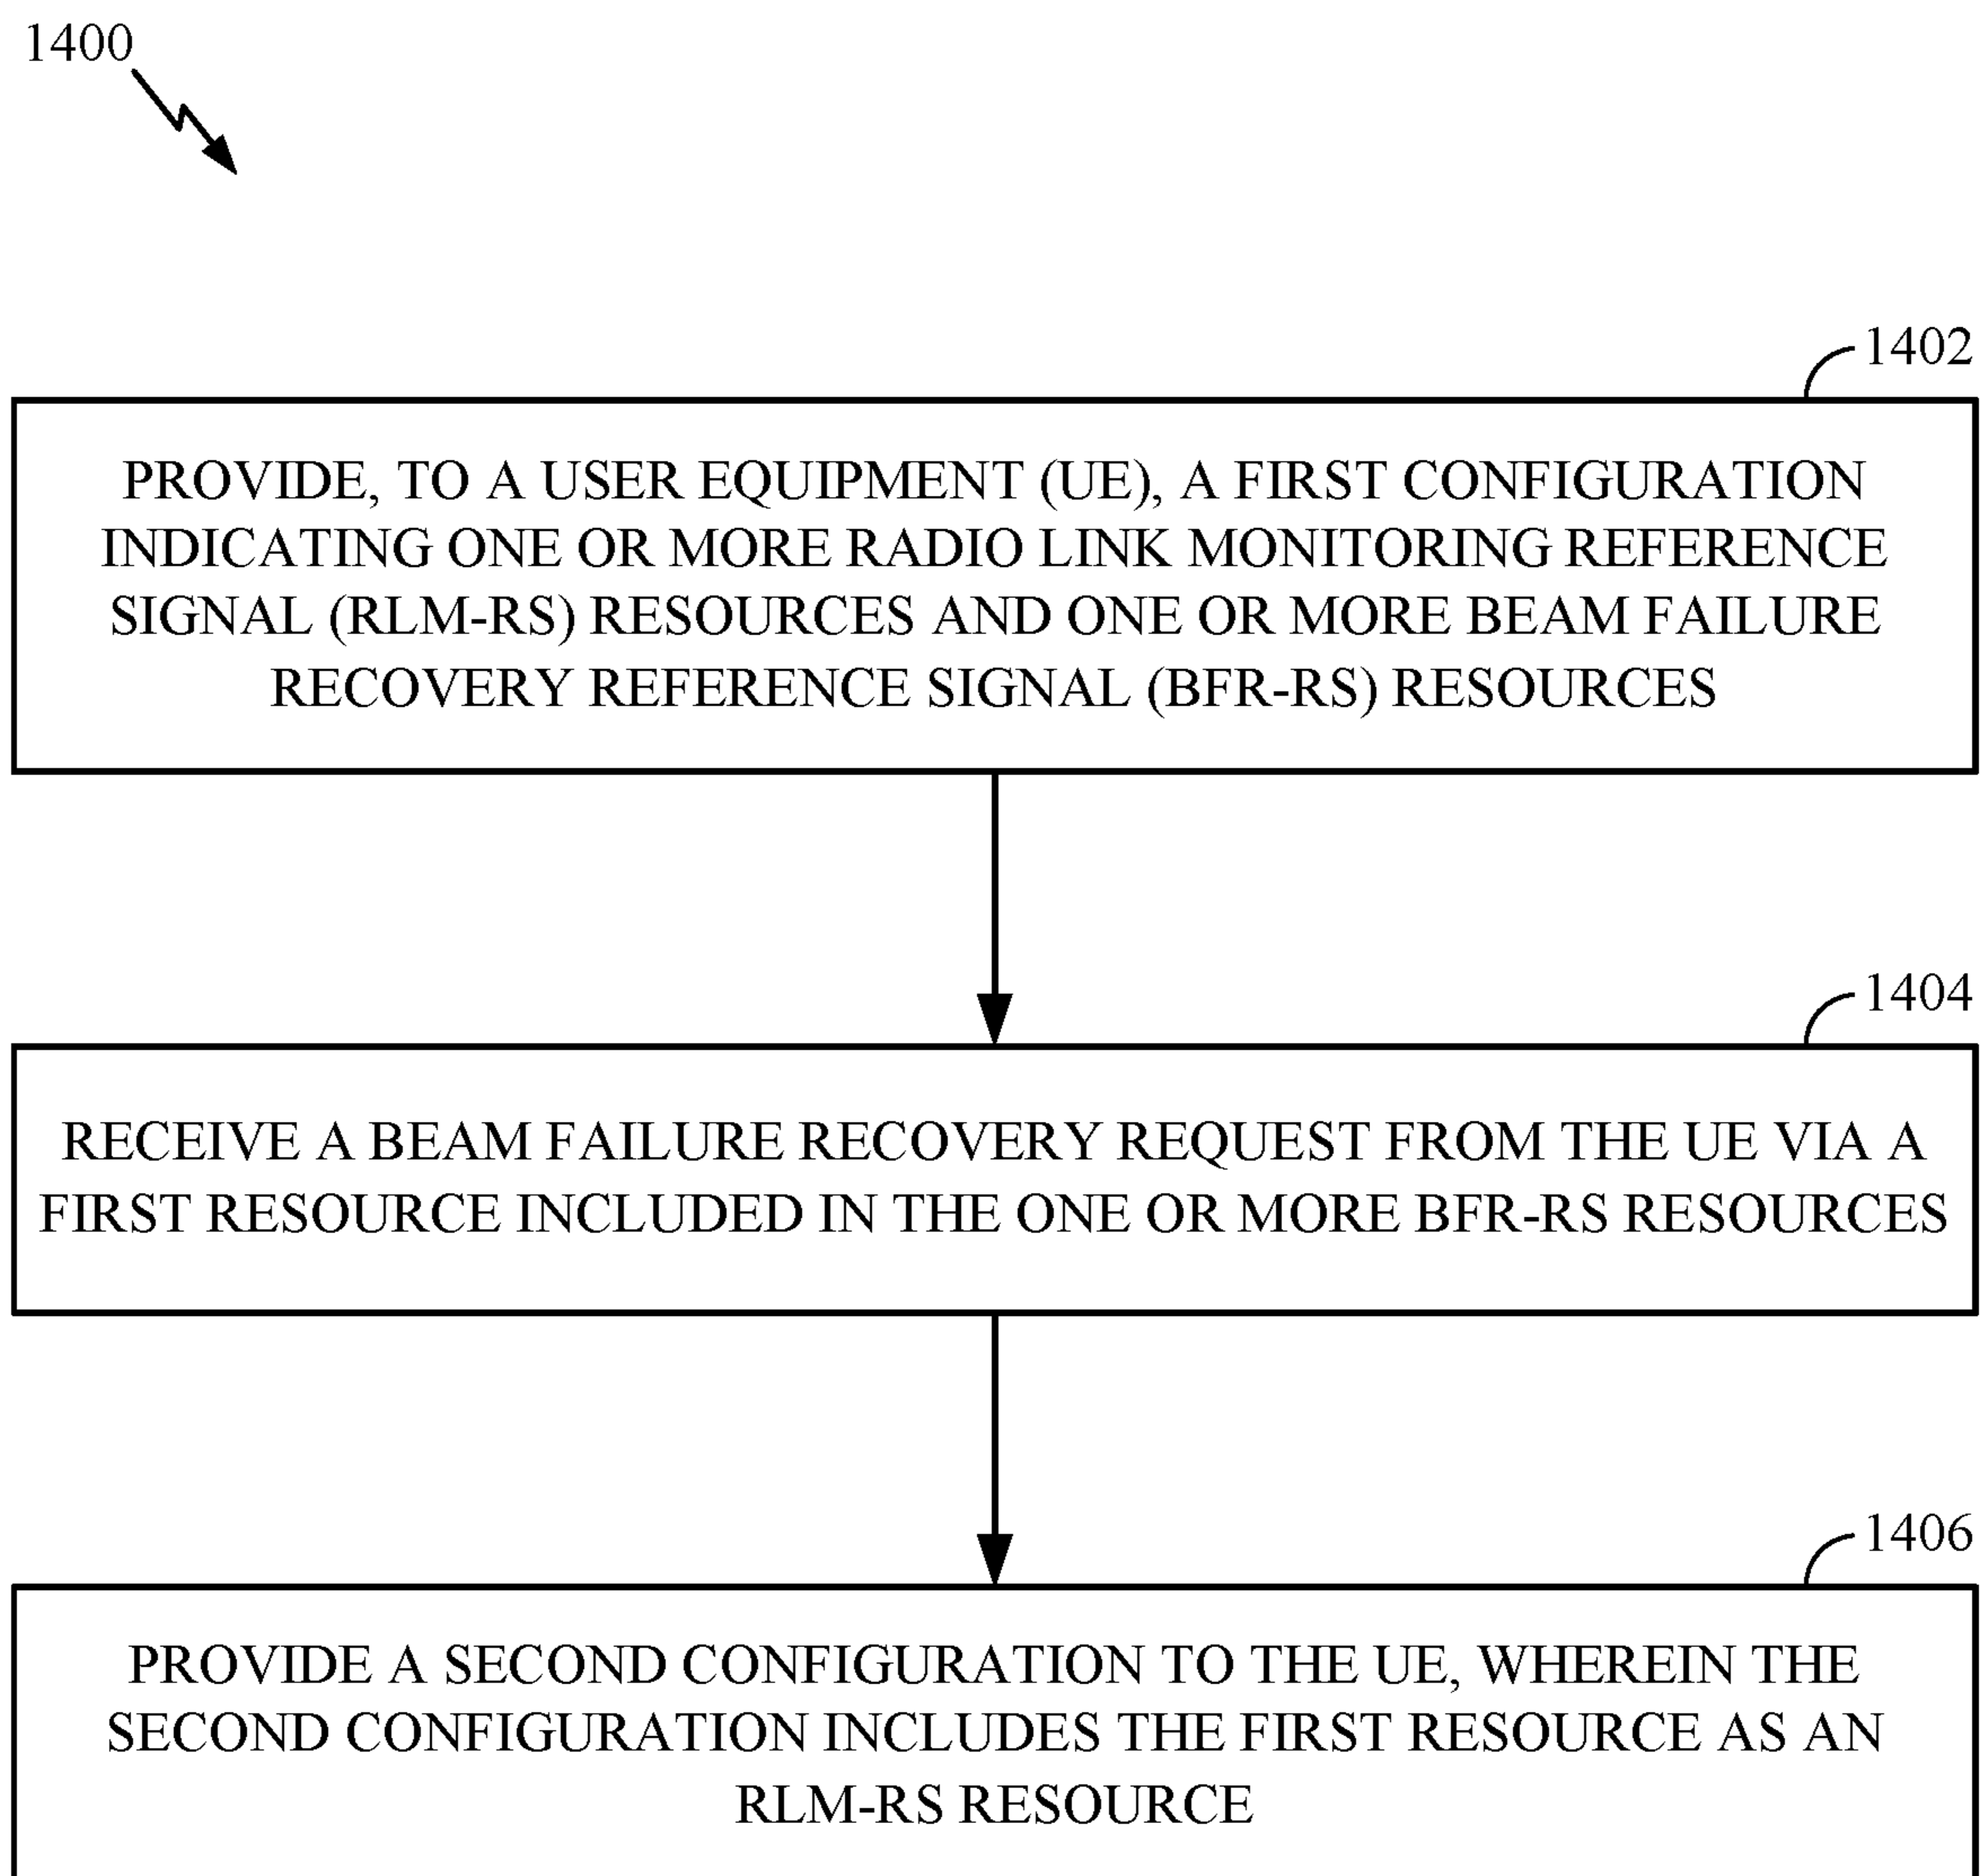 1400
1402
PROVIDE, TO A USER EQUIPMENT (UE), A FIRST CONFIGURATION
INDICATING ONE OR MORE RADIO LINK MONITORING REFERENCE
SIGNAL (RLM-RS) RESOURCES AND ONE OR MORE BEAM FAILURE
RECOVERY REFERENCE SIGNAL (BFR-RS) RESOURCES
1404
RECEIVE A BEAM FAILURE RECOVERY REQUEST FROM THE UE VIA A
FIRST RESOURCE INCLUDED IN THE ONE OR MORE BFR-RS RESOURCES
1406
PROVIDE A SECOND CONFIGURATION TO THE UE, WHEREIN THE
SECOND CONFIGURATION INCLUDES THE FIRST RESOURCE AS AN
RLM-RS RESOURCE